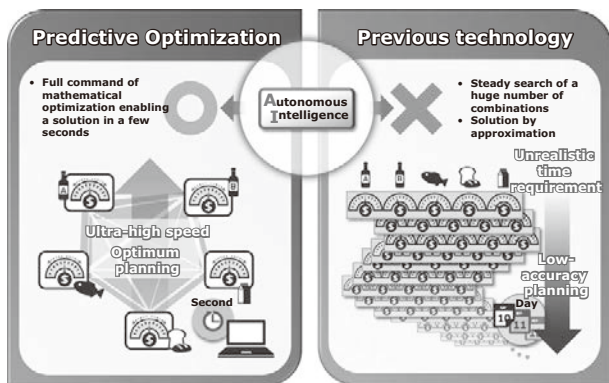 Predictive Optimization
• Full command of
mathematical
optimization enabling
a solution in a few
seconds
Autonomous
Intelligence
Previous technology
• Steady search of a
huge number of
combinations
• Solution by
approximation
A
B
Ultra-high speed
Optimum
planning
Second
A
B
Unrealistic
time
requirement
Low-
accuracy
planning
Day
10
11